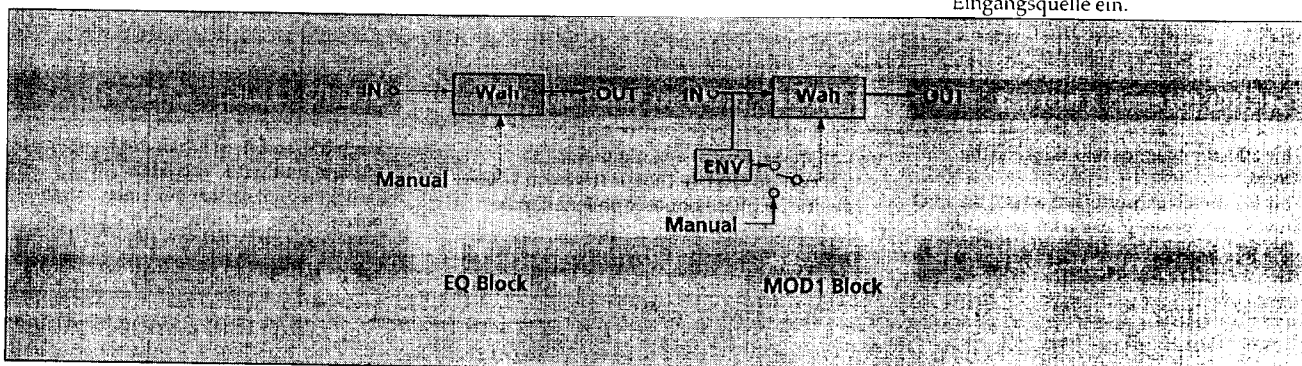 Eingangsquelle ein.
IN Wah OUT IN Wah OUT
ENV
Manual
Manual
EQ Block MOD1 Block